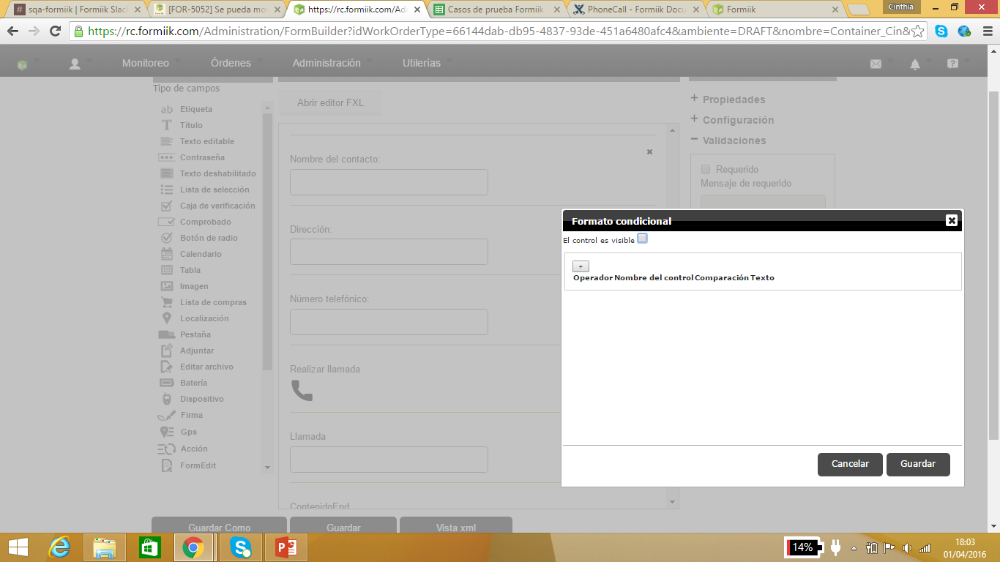 sqa-formiik | Formiik Slac
[FOR-5052] Se pueda mo
https://rc.formiik.com/Ad
Casos de prueba Formiik
PhoneCall - Formiik Docu
Formiik
Cinthia
https://rc.formiik.com/Administration/FormBuilder?idWorkOrderType=66144dab-db95-4837-93de-451a6480afc4&ambiente=DRAFT&nombre=Container_Cin&
Monitoreo
Órdenes
Administración
Utilerías
Tipo de campos
ab Etiqueta
Título
Texto editable
Contraseña
Texto deshabilitado
Lista de selección
Caja de verificación
Comprobado
Botón de radio
Calendario
Tabla
Imagen
Lista de compras
Localización
Pestaña
Adjuntar
Editar archivo
Batería
Dispositivo
Firma
Gps
Acción
FormEdit
Abrir editor FXL
Nombre del contacto:
Dirección:
Número telefónico:
Realizar llamada
Llamada
ContenidoEnd
Guardar Como
Guardar
Vista xml
+ Propiedades
+ Configuración
− Validaciones
Requerido
Mensaje de requerido
Formato condicional
El control es visible
+
Operador Nombre del control Comparación Texto
Cancelar
Guardar
14%
18:03
01/04/2016